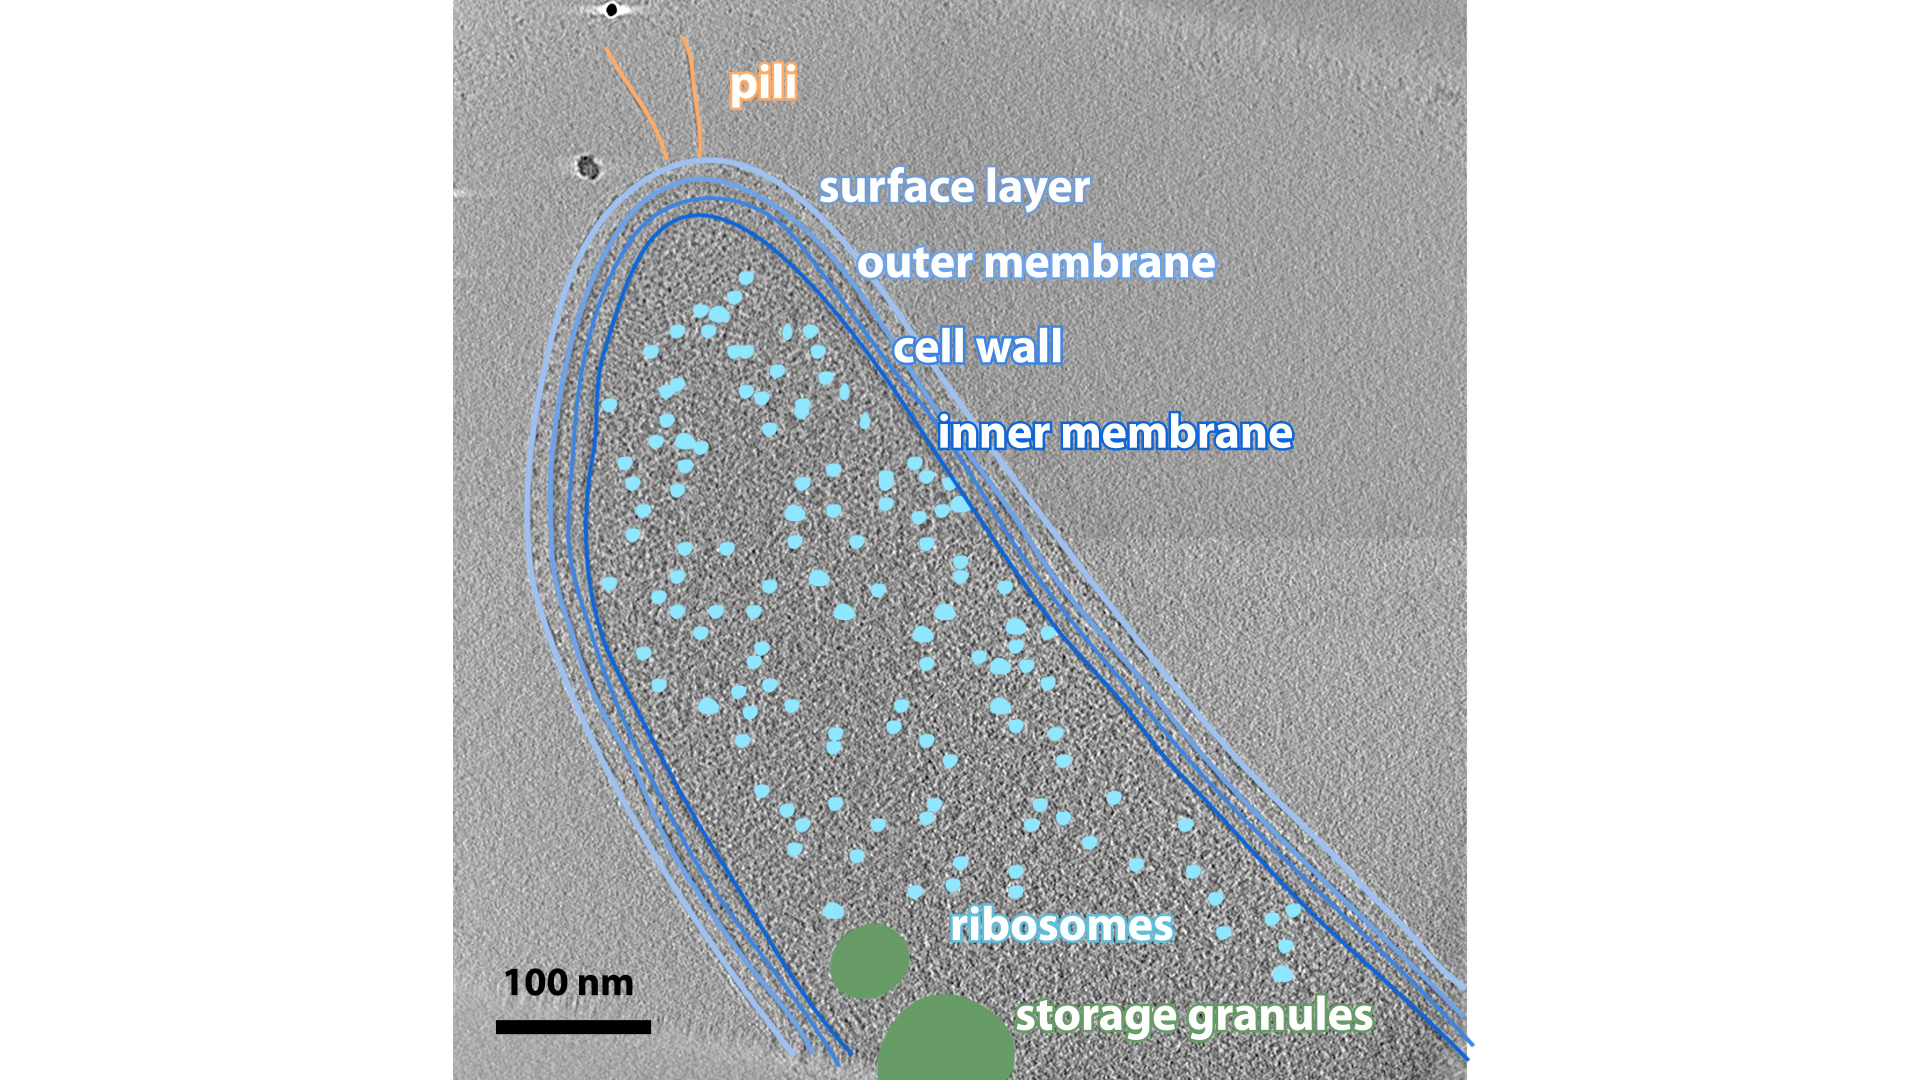 pili
surface layer
outer membrane
cell wall
inner membrane
ribosomes
100 nm
storage granules